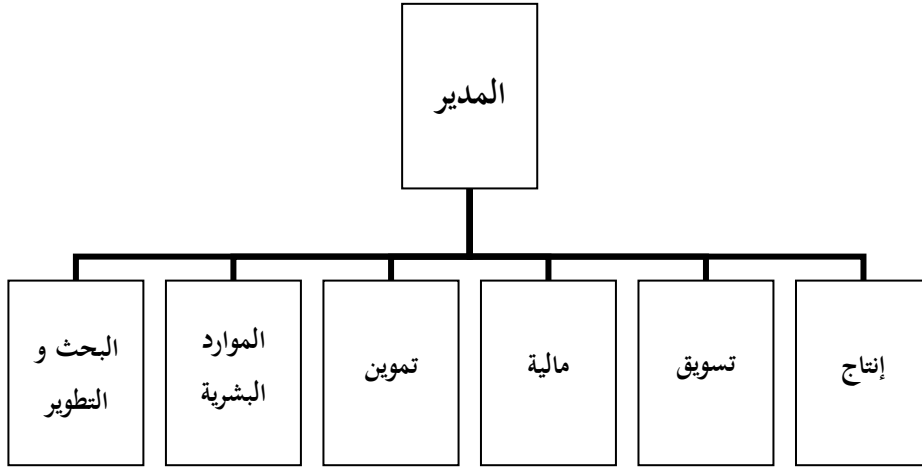 المدير
إنتاج
تسويق
مالية
تموين
الموارد
البشرية
البحث و
التطوير